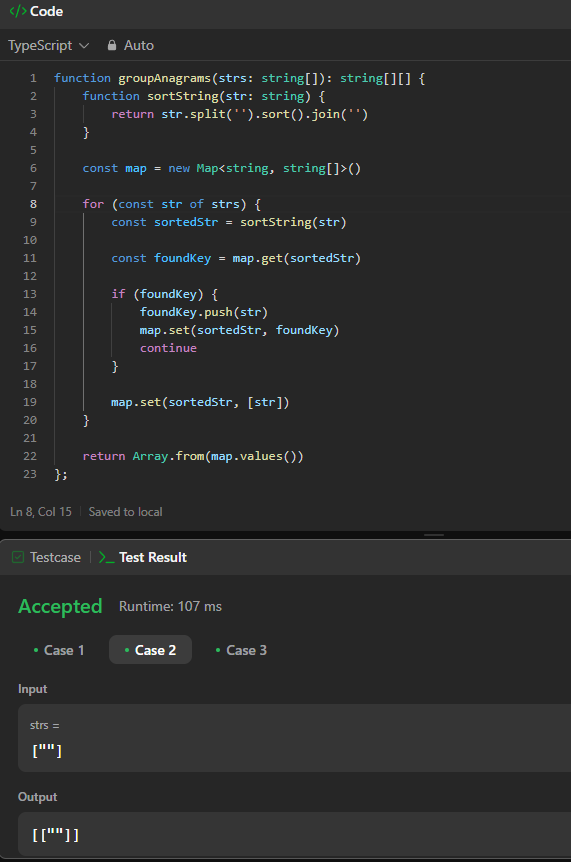 </> Code
TypeScript Auto
1 function groupAnagrams(strs: string[]): string[][] {
2     function sortString(str: string) {
3         return str.split('').sort().join('')
4     }
5
6     const map = new Map<string, string[]>()
7
8     for (const str of strs) {
9         const sortedStr = sortString(str)
10
11         const foundKey = map.get(sortedStr)
12
13         if (foundKey) {
14             foundKey.push(str)
15             map.set(sortedStr, foundKey)
16             continue
17         }
18
19         map.set(sortedStr, [str])
20     }
21
22     return Array.from(map.values())
23 };
Ln 8, Col 15 Saved to local
Testcase >_ Test Result
Accepted Runtime: 107 ms
• Case 1 • Case 2 • Case 3
Input
strs =
[""]
Output
[[""]]